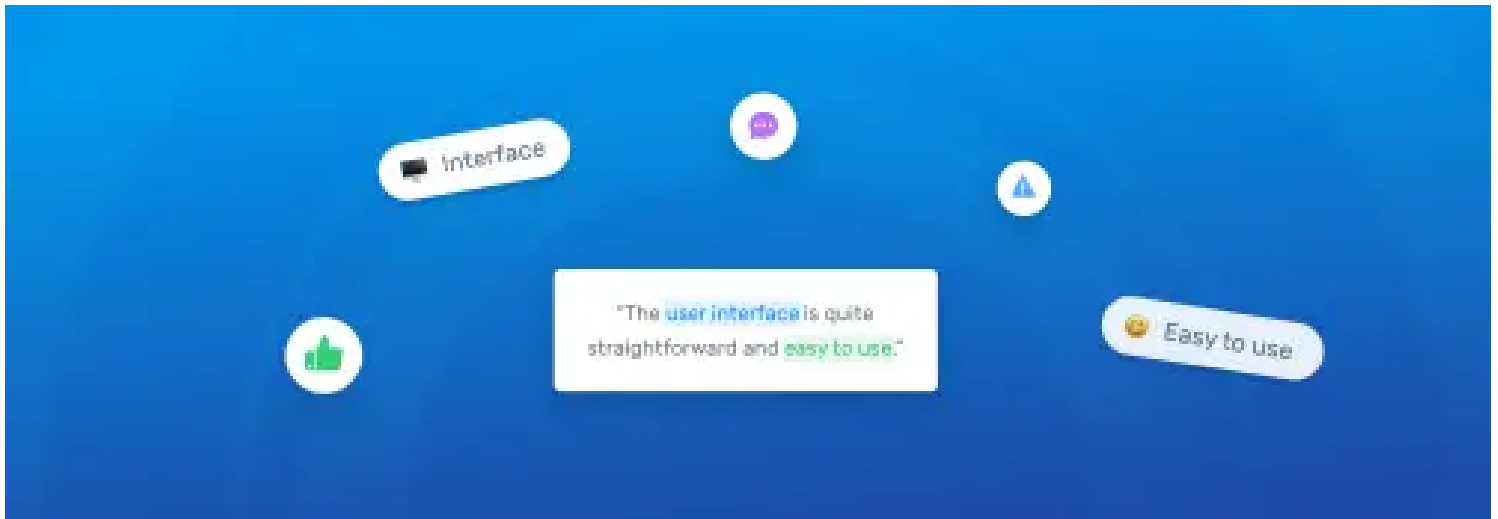 Interface
"The user interface is quite
straightforward and easy to use."
Easy to use